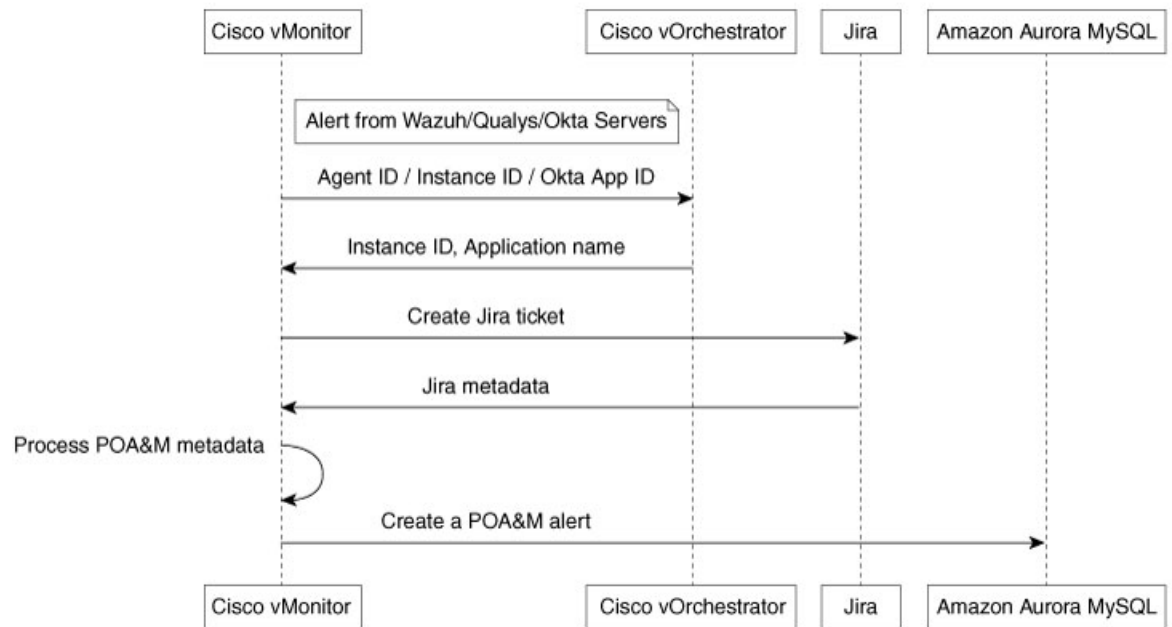 Cisco vMonitor
Cisco vOrchestrator
Jira
Amazon Aurora MySQL
Alert from Wazuh/Qualys/Okta Servers
Agent ID / Instance ID / Okta App ID
Instance ID, Application name
Create Jira ticket
Jira metadata
Process POA&M metadata
Create a POA&M alert
Cisco vMonitor
Cisco vOrchestrator
Jira
Amazon Aurora MySQL